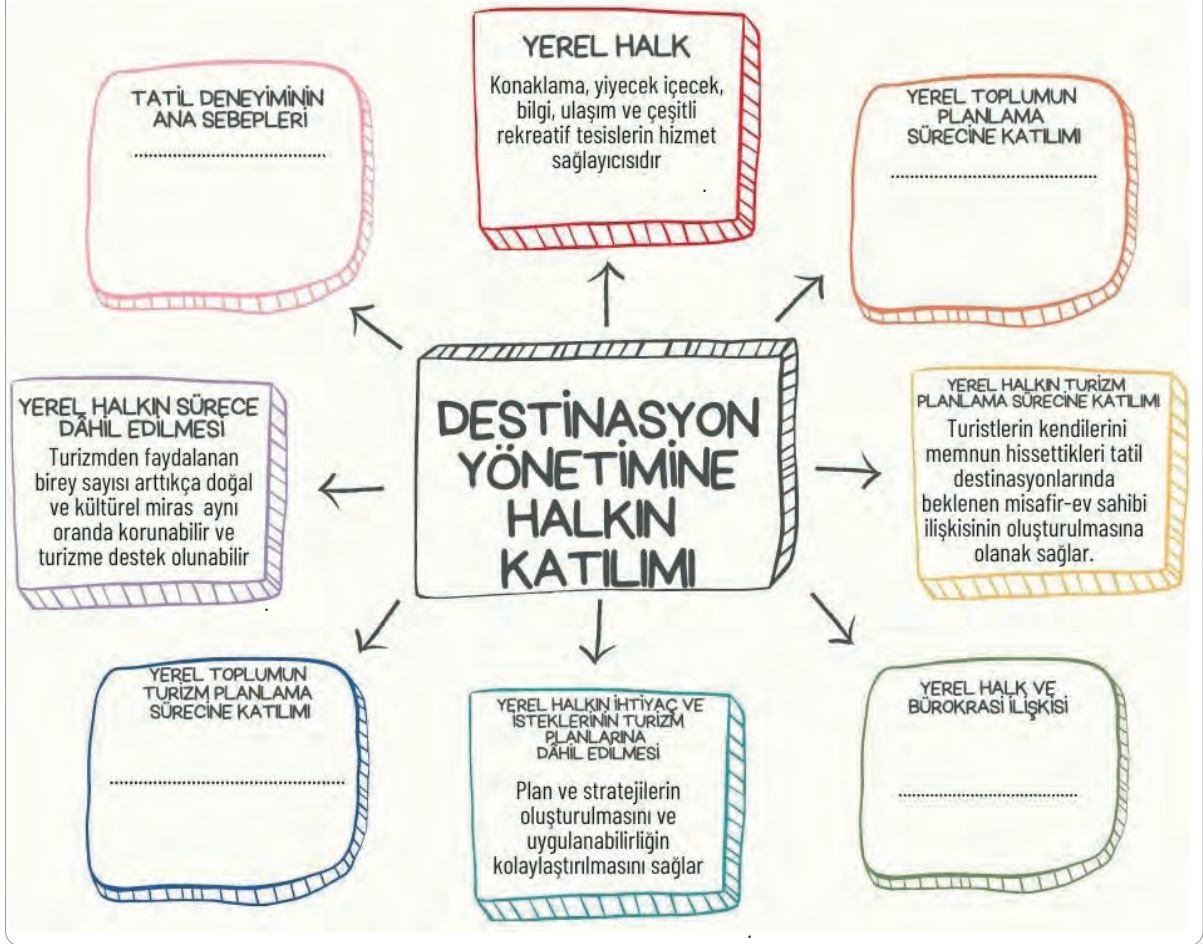 YEREL HALK
Konaklama, yiyecek içecek,
bilgi, ulaşım ve çeşitli
rekreatif tesislerin hizmet
sağlayıcısıdır
.
TATİL DENEYİMİNİN
ANA SEBEPLERİ
........................................
YEREL TOPLUMUN
PLANLAMA
SÜRECİNE KATILIMI
...........................................
YEREL HALKIN SÜRECE
DÂHİL EDİLMESİ
Turizmden faydalanan
birey sayısı arttıkça doğal
ve kültürel miras aynı
oranda korunabilir ve
turizme destek olunabilir
.
DESTİNASYON
YÖNETİMİNE
HALKIN
KATILIMI
YEREL HALKIN TURİZM
PLANLAMA SÜRECİNE KATILIMI
Turistlerin kendilerini
memnun hissettikleri tatil
destinasyonlarında
beklenen misafir-ev sahibi
ilişkisinin oluşturulmasına
olanak sağlar.
YEREL TOPLUMUN
TURİZM PLANLAMA
SÜRECİNE KATILIMI
.................................................
YEREL HALKIN İHTİYAÇ VE
İSTEKLERİNİN TURİZM
PLANLARINA
DÂHİL EDİLMESİ
Plan ve stratejilerin
oluşturulmasını ve
uygulanabilirliğin
kolaylaştırılmasını sağlar
.
YEREL HALK VE
BÜROKRASİ İLİŞKİSİ
.....................................